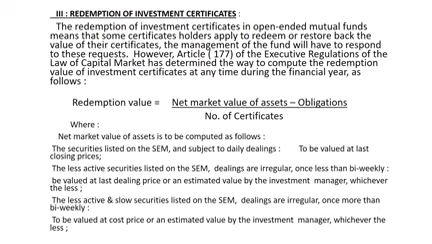 III : REDEMPTION OF INVESTMENT CERTIFICATES :
The redemption of investment certificates in open-ended mutual funds
means that some certificates holders apply to redeem or restore back the
value of their certificates, the management of the fund will have to respond
to these requests. However, Article ( 177) of the Executive Regulations of the
Law of Capital Market has determined the way to compute the redemption
value of investment certificates at any time during the financial year, as
follows :
Redemption value = Net market value of assets – Obligations
No. of Certificates
Where :
Net market value of assets is to be computed as follows :
The securities listed on the SEM, and subject to daily dealings : To be valued at last
closing prices;
The less active securities listed on the SEM, dealings are irregular, once less than bi-weekly :
be valued at last dealing price or an estimated value by the investment manager, whichever
the less ;
The less active & slow securities listed on the SEM, dealings are irregular, once more than
bi-weekly :
To be valued at cost price or an estimated value by the investment manager, whichever the
less ;